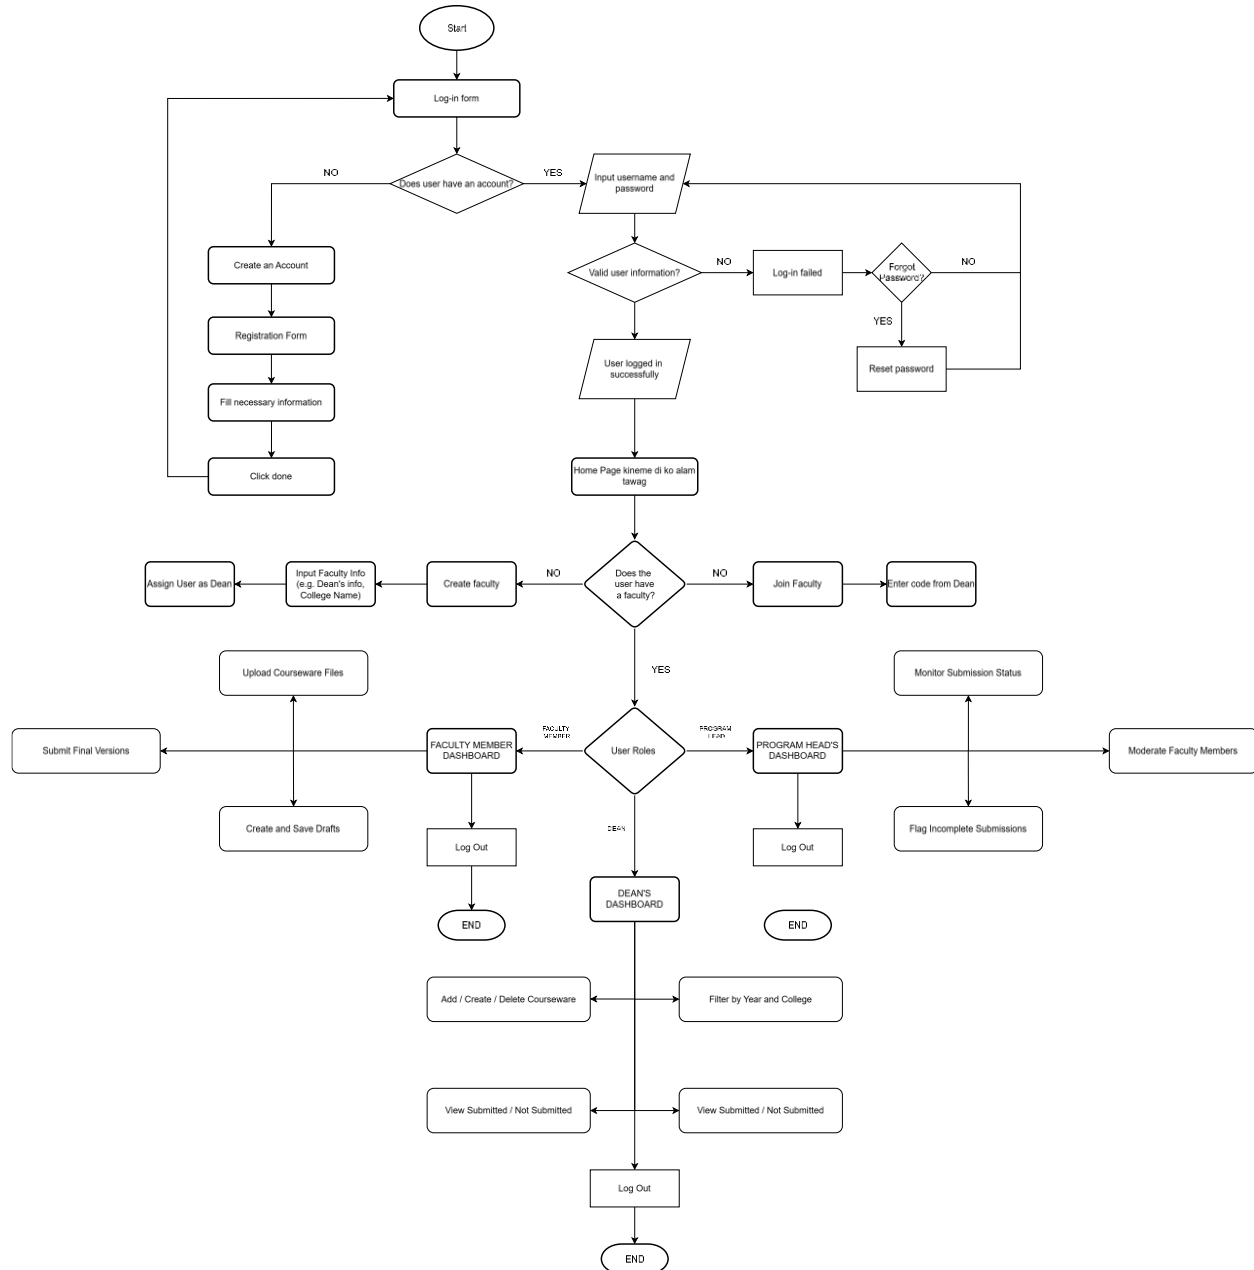 Start
Log-in form
NO
YES
Does user have an account?
Input username and
password
Create an Account
Valid user information?
NO
Log-in failed
Forgot
Password?
NO
YES
Registration Form
User logged in
successfully
Reset password
Fill necessary information
Click done
Home Page kineme di ko alam
tawag
Assign User as Dean
Input Faculty Info
(e.g. Dean's info,
College Name)
Create faculty
NO
Does the
user have
a faculty?
NO
Join Faculty
Enter code from Dean
YES
Upload Courseware Files
Monitor Submission Status
Submit Final Versions
FACULTY MEMBER
DASHBOARD
FACULTY
MEMBER
User Roles
PROGRAM
HEAD
PROGRAM HEAD'S
DASHBOARD
Moderate Faculty Members
Create and Save Drafts
Log Out
DEAN
Log Out
Flag Incomplete Submissions
DEAN'S
DASHBOARD
END
END
Add / Create / Delete Courseware
Filter by Year and College
View Submitted / Not Submitted
View Submitted / Not Submitted
Log Out
END